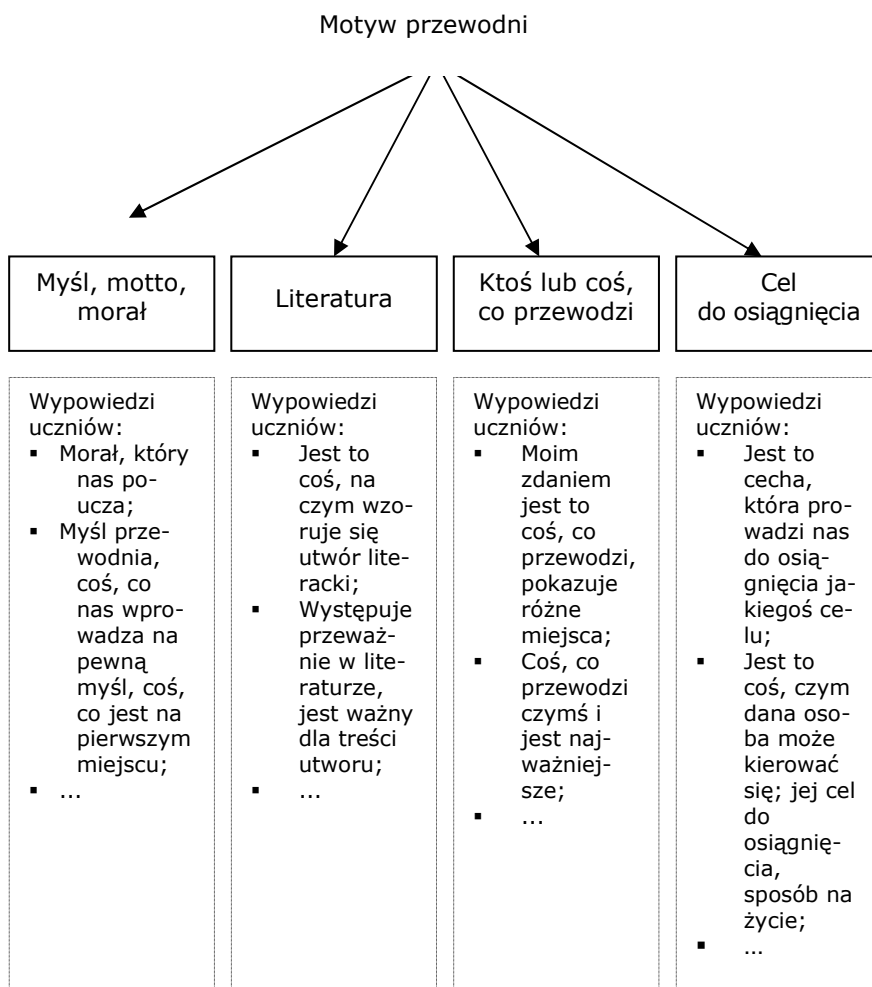 Motyw przewodni
Myśl, motto,
morał
Literatura
Ktoś lub coś,
co przewodzi
Cel
do osiągnięcia
Wypowiedzi
uczniów:
▪ Morał, który
nas po-
ucza;
▪ Myśl prze-
wodnia,
coś, co
nas wpro-
wadza na
pewną
myśl, coś,
co jest na
pierwszym
miejscu;
▪ ...
Wypowiedzi
uczniów:
▪ Jest to
coś, na
czym wzo-
ruje się
utwór lite-
racki;
▪ Występuje
przeważ-
nie w lite-
raturze,
jest ważny
dla treści
utworu;
▪ ...
Wypowiedzi
uczniów:
▪ Moim
zdaniem
jest to
coś, co
przewodzi,
pokazuje
różne
miejsca;
▪ Coś, co
przewodzi
czymś i
jest naj-
ważniej-
sze;
▪ ...
Wypowiedzi
uczniów:
▪ Jest to
cecha,
która pro-
wadzi nas
do osią-
gnięcia ja-
kiegoś ce-
lu;
▪ Jest to
coś, czym
dana oso-
ba może
kierować
się; jej cel
do
osiągnię-
cia,
sposób na
życie;
▪ ...